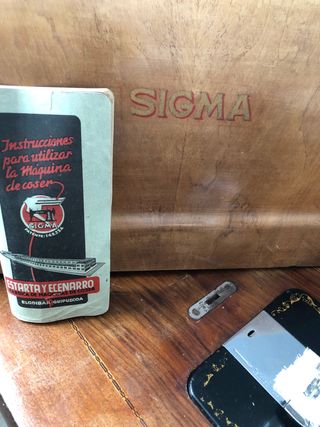 Instrucciones
para utilizar
la Máquina
de coser
SIGMA
ESTARTA Y ECENARRO
ELGOIBAR (GUIPUZCOA
SIGMA